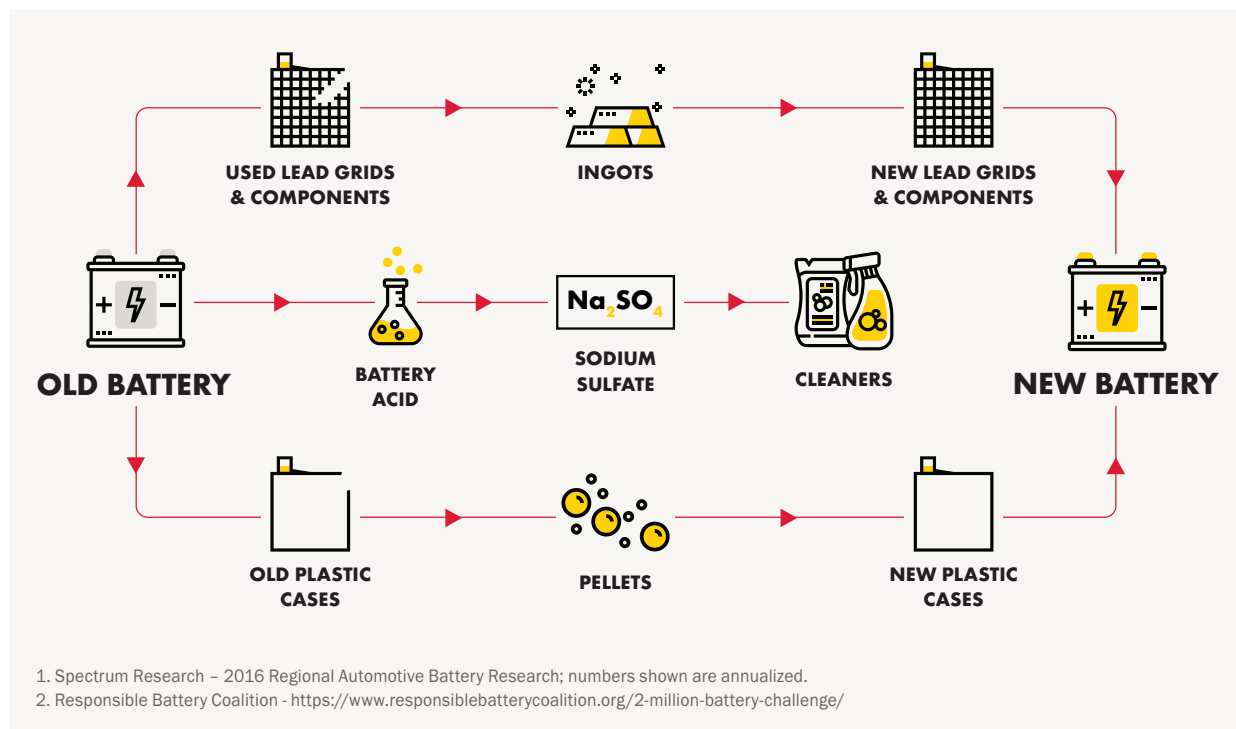 USED LEAD GRIDS
& COMPONENTS
INGOTS
NEW LEAD GRIDS
& COMPONENTS
OLD BATTERY
BATTERY
ACID
Na2SO4
SODIUM
SULFATE
CLEANERS
NEW BATTERY
OLD PLASTIC
CASES
PELLETS
NEW PLASTIC
CASES
1. Spectrum Research – 2016 Regional Automotive Battery Research; numbers shown are annualized.
2. Responsible Battery Coalition - https://www.responsiblebatterycoalition.org/2-million-battery-challenge/